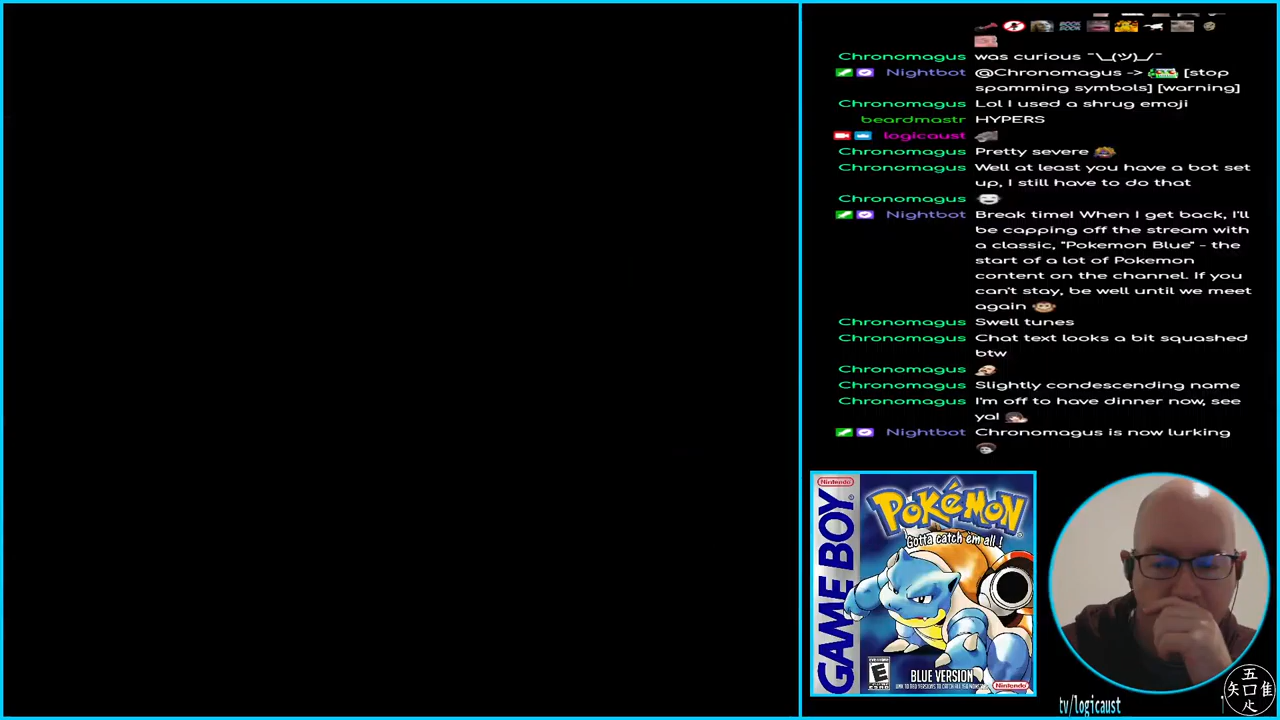 Chronomagus was curious ¯\_(ツ)_/¯
Nightbot @Chronomagus -> [stop
spamming symbols] [warning]
Chronomagus Lol I used a shrug emoji
beardmastr HYPERS
logicaust
Chronomagus Pretty severe
Chronomagus Well at least you have a bot set
up, I still have to do that
Chronomagus
Nightbot Break time! When I get back, I'll
be capping off the stream with
a classic, "Pokemon Blue" - the
start of a lot of Pokemon
content on the channel. If you
can't stay, be well until we meet
again
Chronomagus Swell tunes
Chronomagus Chat text looks a bit squashed
btw
Chronomagus
Chronomagus Slightly condescending name
Chronomagus I'm off to have dinner now, see
ya!
Nightbot Chronomagus is now lurking
Nintendo
GAME BOY
POKéMON
Gotta catch 'em all!
E
BLUE VERSION
Nintendo
tv/logicaust
五
矢口隹